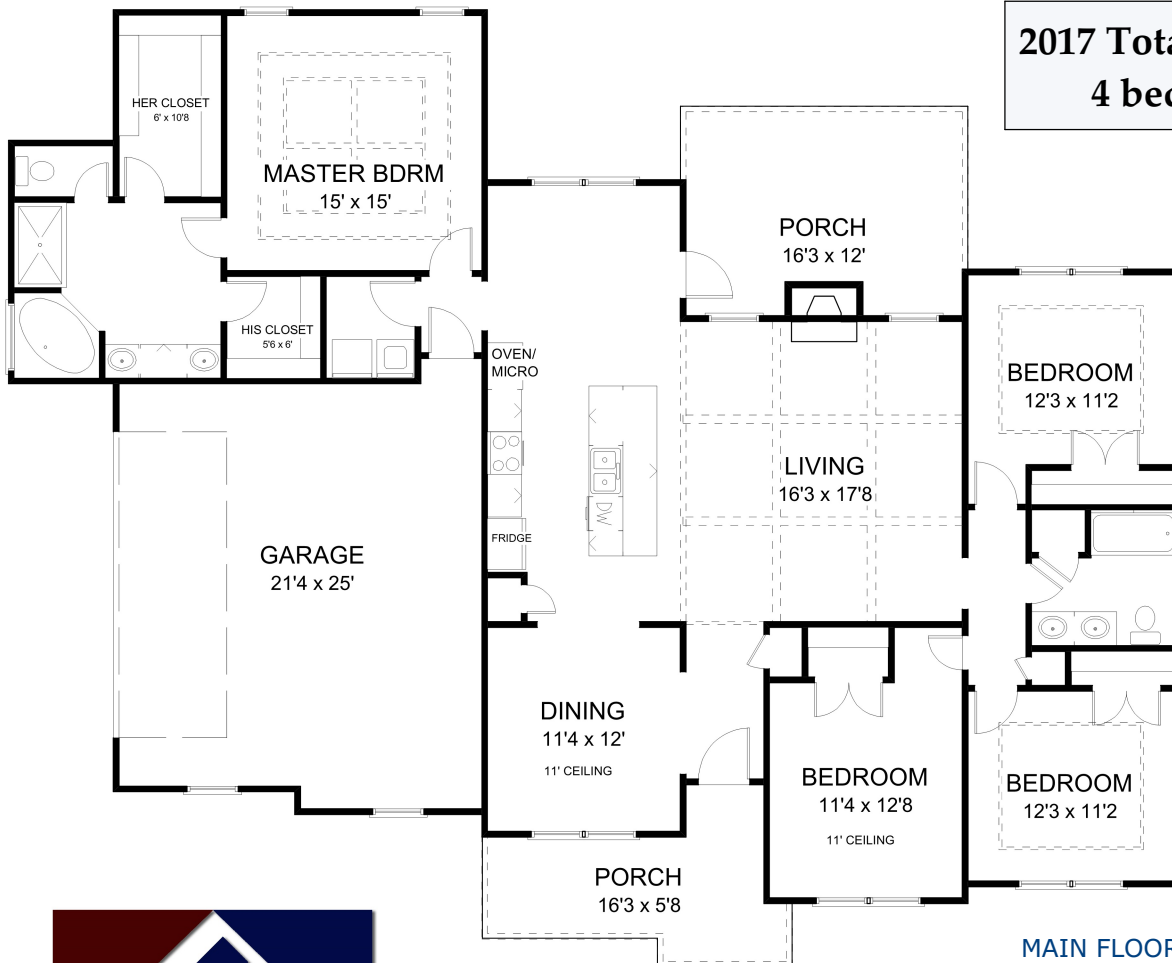 2017 Tota
4 bec
HER CLOSET
6' x 10'8
MASTER BDRM
15' x 15'
PORCH
16'3 x 12'
HIS CLOSET
5'6 x 6'
OVEN/
MICRO
BEDROOM
12'3 x 11'2
LIVING
16'3 x 17'8
DW
FRIDGE
GARAGE
21'4 x 25'
DINING
11'4 x 12'
11' CEILING
BEDROOM
11'4 x 12'8
11' CEILING
BEDROOM
12'3 x 11'2
PORCH
16'3 x 5'8
MAIN FLOOR